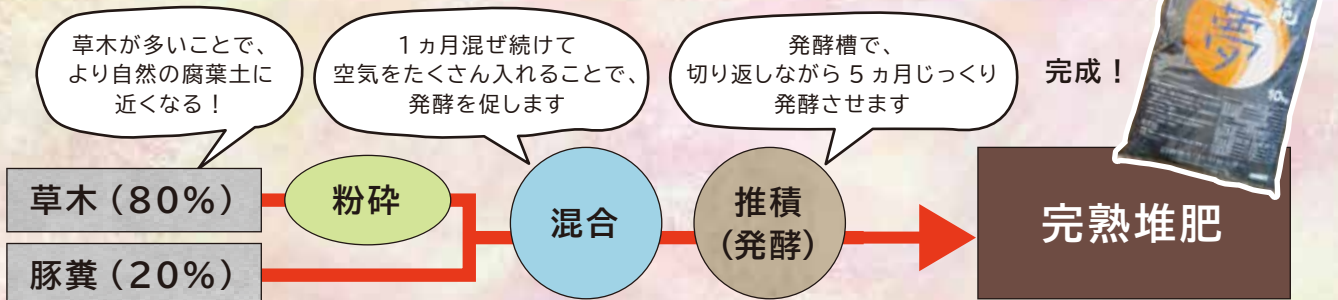 草木が多いことで、
より自然の腐葉土に
近くなる！
1ヵ月混ぜ続けて
空気をたくさん入れることで、
発酵を促します
発酵槽で、
切り返しながら5ヵ月じっくり
発酵させます
完成！
夢
草木（80％）
粉砕
豚糞（20％）
混合
推積
（発酵）
完熟堆肥